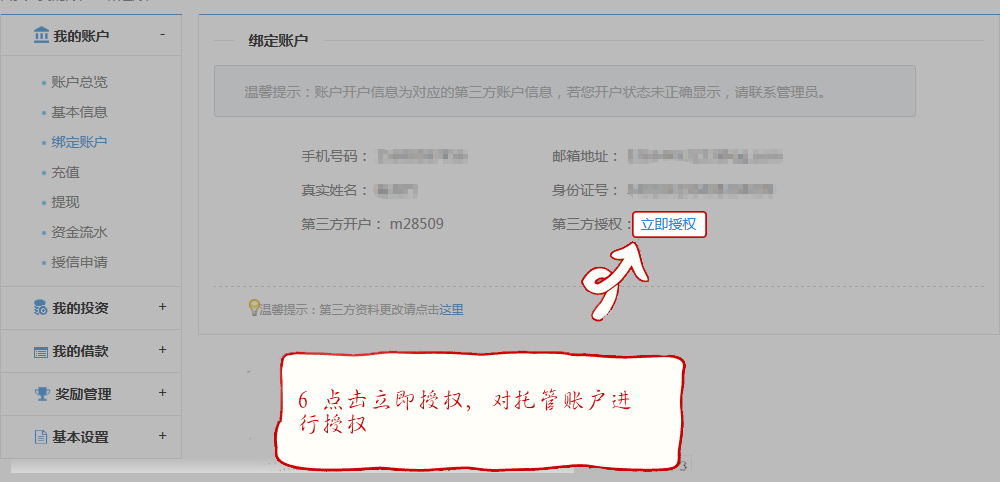 我的账户 -
账户总览
基本信息
绑定账户
充值
提现
资金流水
授信申请
我的投资 +
我的借款 +
奖励管理 +
基本设置 +
绑定账户
温馨提示：账户开户信息为对应的第三方账户信息，若您开户状态未正确显示，请联系管理员。
手机号码： 邮箱地址：
真实姓名： 身份证号：
第三方开户： m28509 第三方授权： 立即授权
温馨提示：第三方资料更改请点击这里
6 点击立即授权，对托管账户进
行授权
3